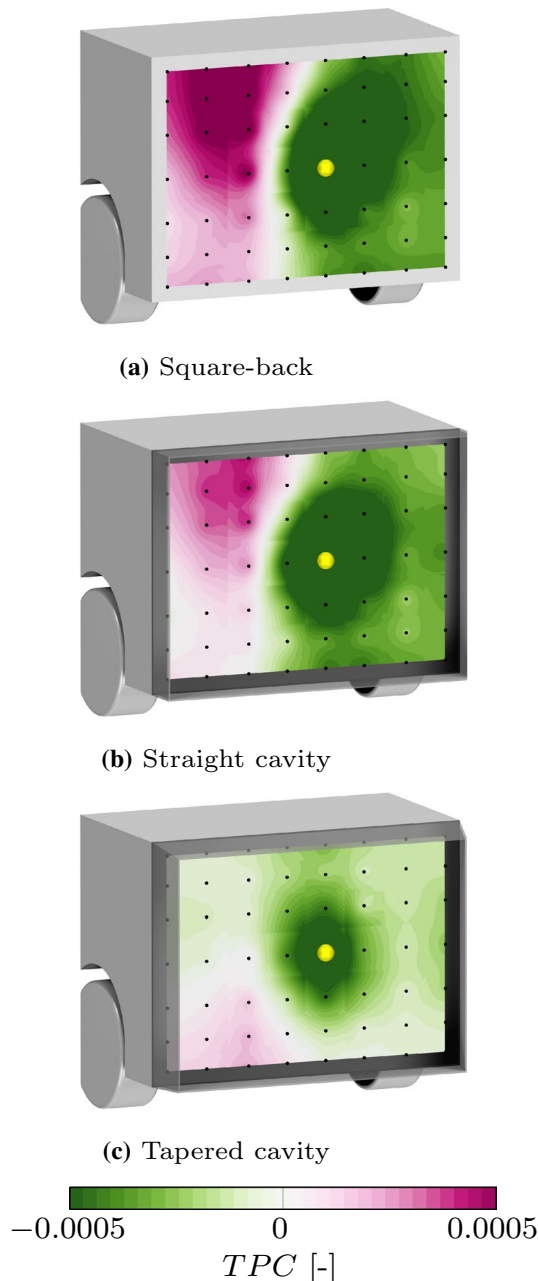 (a) Square-back
(b) Straight cavity
(c) Tapered cavity
−0.0005 0 0.0005
TPC [-]